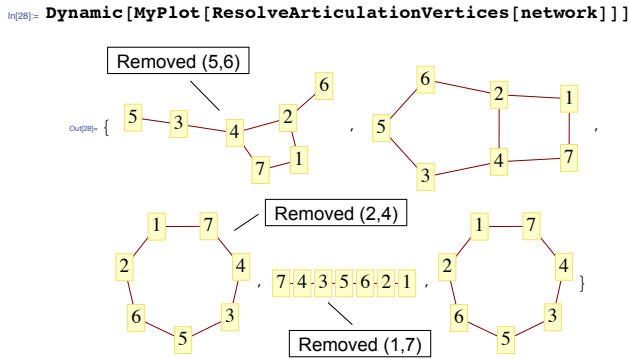 In[28]:= Dynamic[MyPlot[ResolveArticulationVertices[network]]]
Removed (5,6)
Out[28]= { 5 3 4 2 6 7 1 , 6 2 1 5 4 7 3 ,
Removed (2,4)
1 7 2 4 6 3 5 , 7 4 3 5 6 2 1 , 1 7 2 4 6 3 5 }
Removed (1,7)